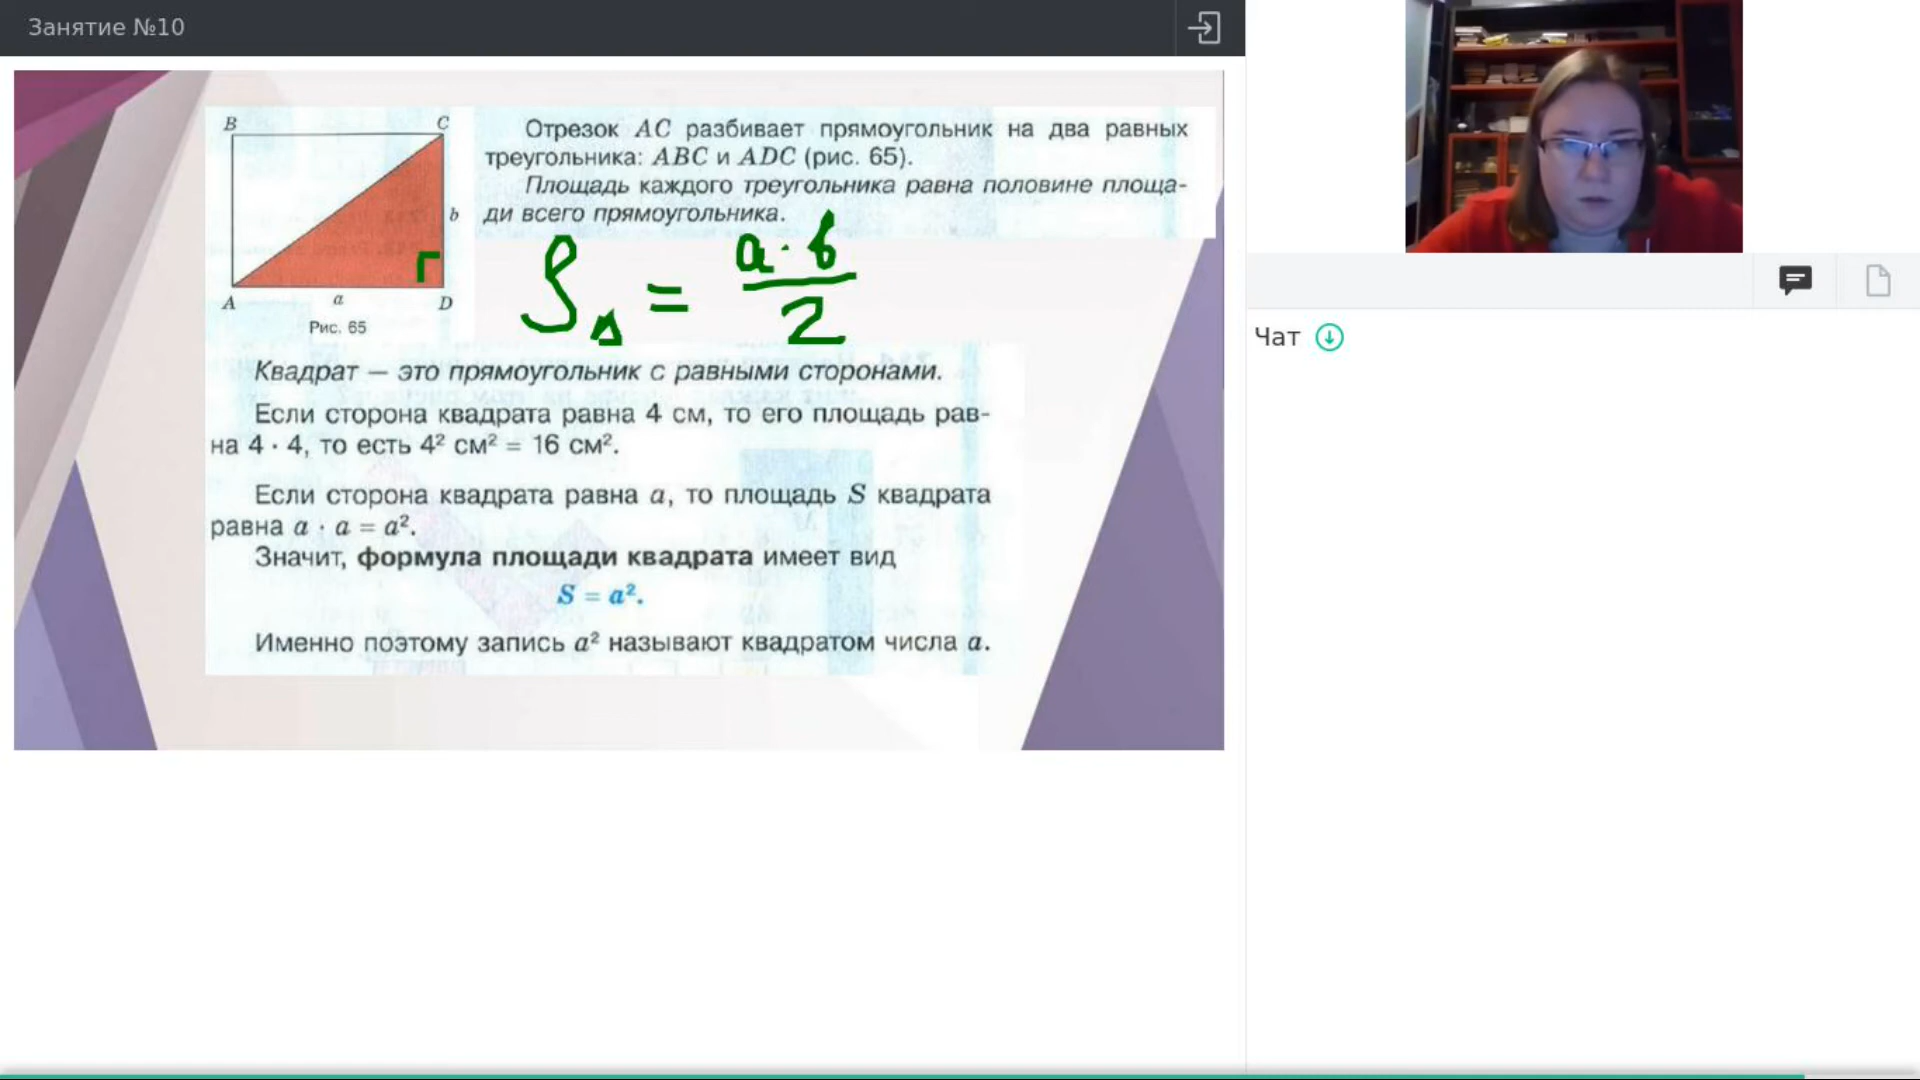 Занятие №10
B C
b
A a D
Рис. 65
Отрезок AC разбивает прямоугольник на два равных
треугольника: ABC и ADC (рис. 65).
Площадь каждого треугольника равна половине площа-
ди всего прямоугольника.
S△ = a · b / 2
Квадрат — это прямоугольник с равными сторонами.
Если сторона квадрата равна 4 см, то его площадь рав-
на 4 · 4, то есть 4² см² = 16 см².
Если сторона квадрата равна a, то площадь S квадрата
равна a · a = a².
Значит, формула площади квадрата имеет вид
S = a².
Именно поэтому запись a² называют квадратом числа a.
Чат